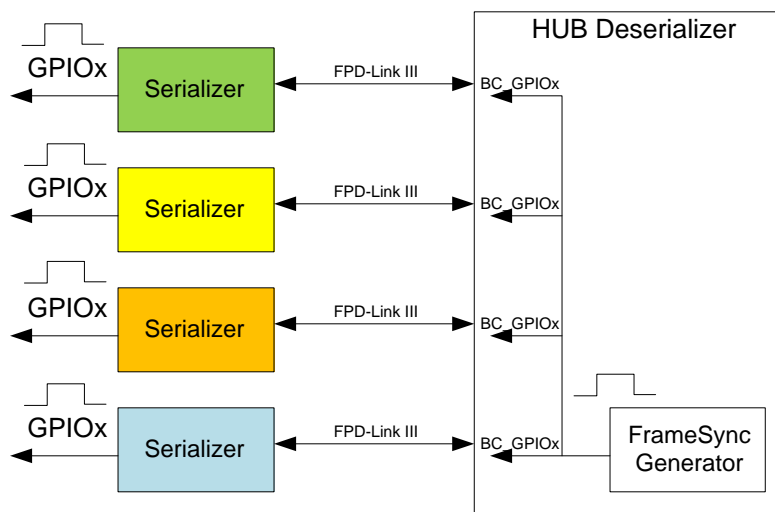 HUB Deserializer
GPIOx
Serializer
FPD-Link III
BC_GPIOx
GPIOx
Serializer
FPD-Link III
BC_GPIOx
GPIOx
Serializer
FPD-Link III
BC_GPIOx
GPIOx
Serializer
FPD-Link III
BC_GPIOx
FrameSync
Generator